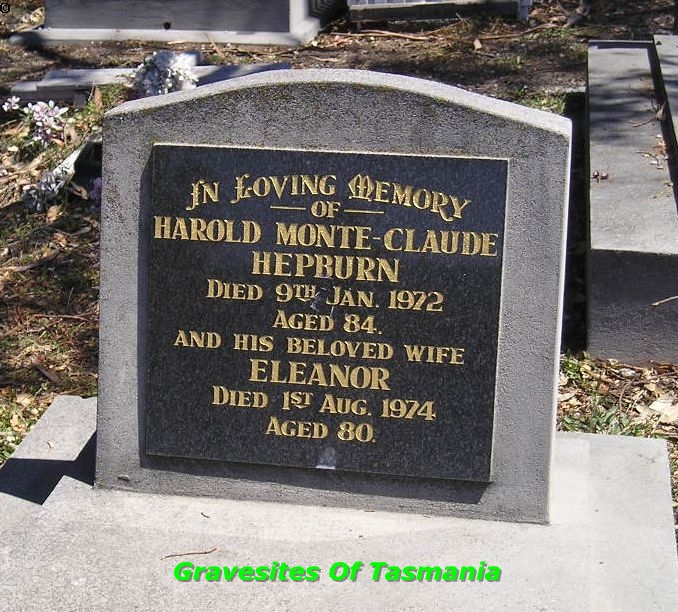 ©
In Loving Memory
OF
HAROLD MONTE-CLAUDE
HEPBURN
DIED 9TH JAN. 1972
AGED 84.
AND HIS BELOVED WIFE
ELEANOR
DIED 1ST AUG. 1974
AGED 80.
Gravesites Of Tasmania